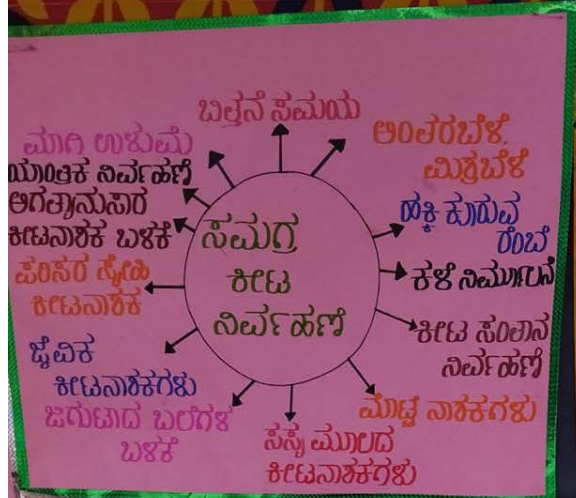 ಸಮಗ್ರ
ಕೀಟ
ನಿರ್ವಹಣೆ
ಬಿತ್ತನೆ ಸಮಯ
ಅಂತರಬೆಳೆ,
ಮಿಶ್ರಬೆಳೆ
ಹಕ್ಕಿ ಕೂರುವ
ರೆಂಬೆ
ಕಳೆ ನಿರ್ಮೂಲನೆ
ಕೀಟ ಸಂತಾನ
ನಿರ್ವಹಣೆ
ಮೊಟ್ಟೆ ನಾಶಕಗಳು
ಸಸ್ಯ ಮೂಲದ
ಕೀಟನಾಶಕಗಳು
ಜಿಗುಟಾದ ಬಲೆಗಳ
ಬಳಕೆ
ಜೈವಿಕ
ಕೀಟನಾಶಕಗಳು
ಪರಿಸರ ಸ್ನೇಹಿ
ಕೀಟನಾಶಕ
ಅಗತ್ಯಾನುಸಾರ
ಕೀಟನಾಶಕ ಬಳಕೆ
ಯಾಂತ್ರಿಕ ನಿರ್ವಹಣೆ
ಮಾಗಿ ಉಳುಮೆ